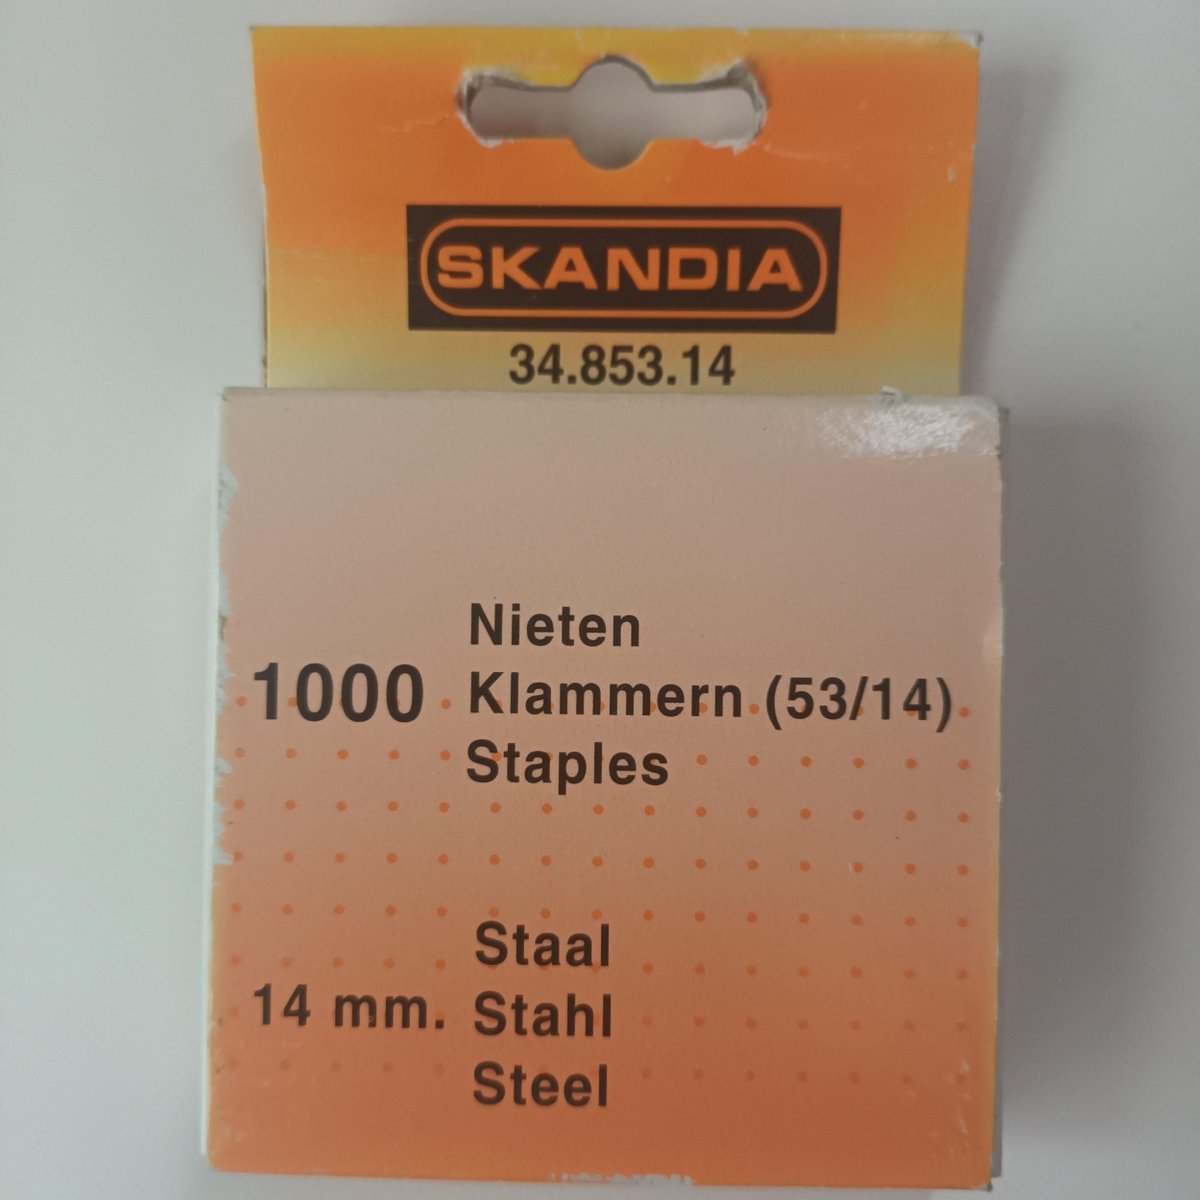 SKANDIA
34.853.14
Nieten
1000 Klammern (53/14)
Staples
Staal
14 mm. Stahl
Steel